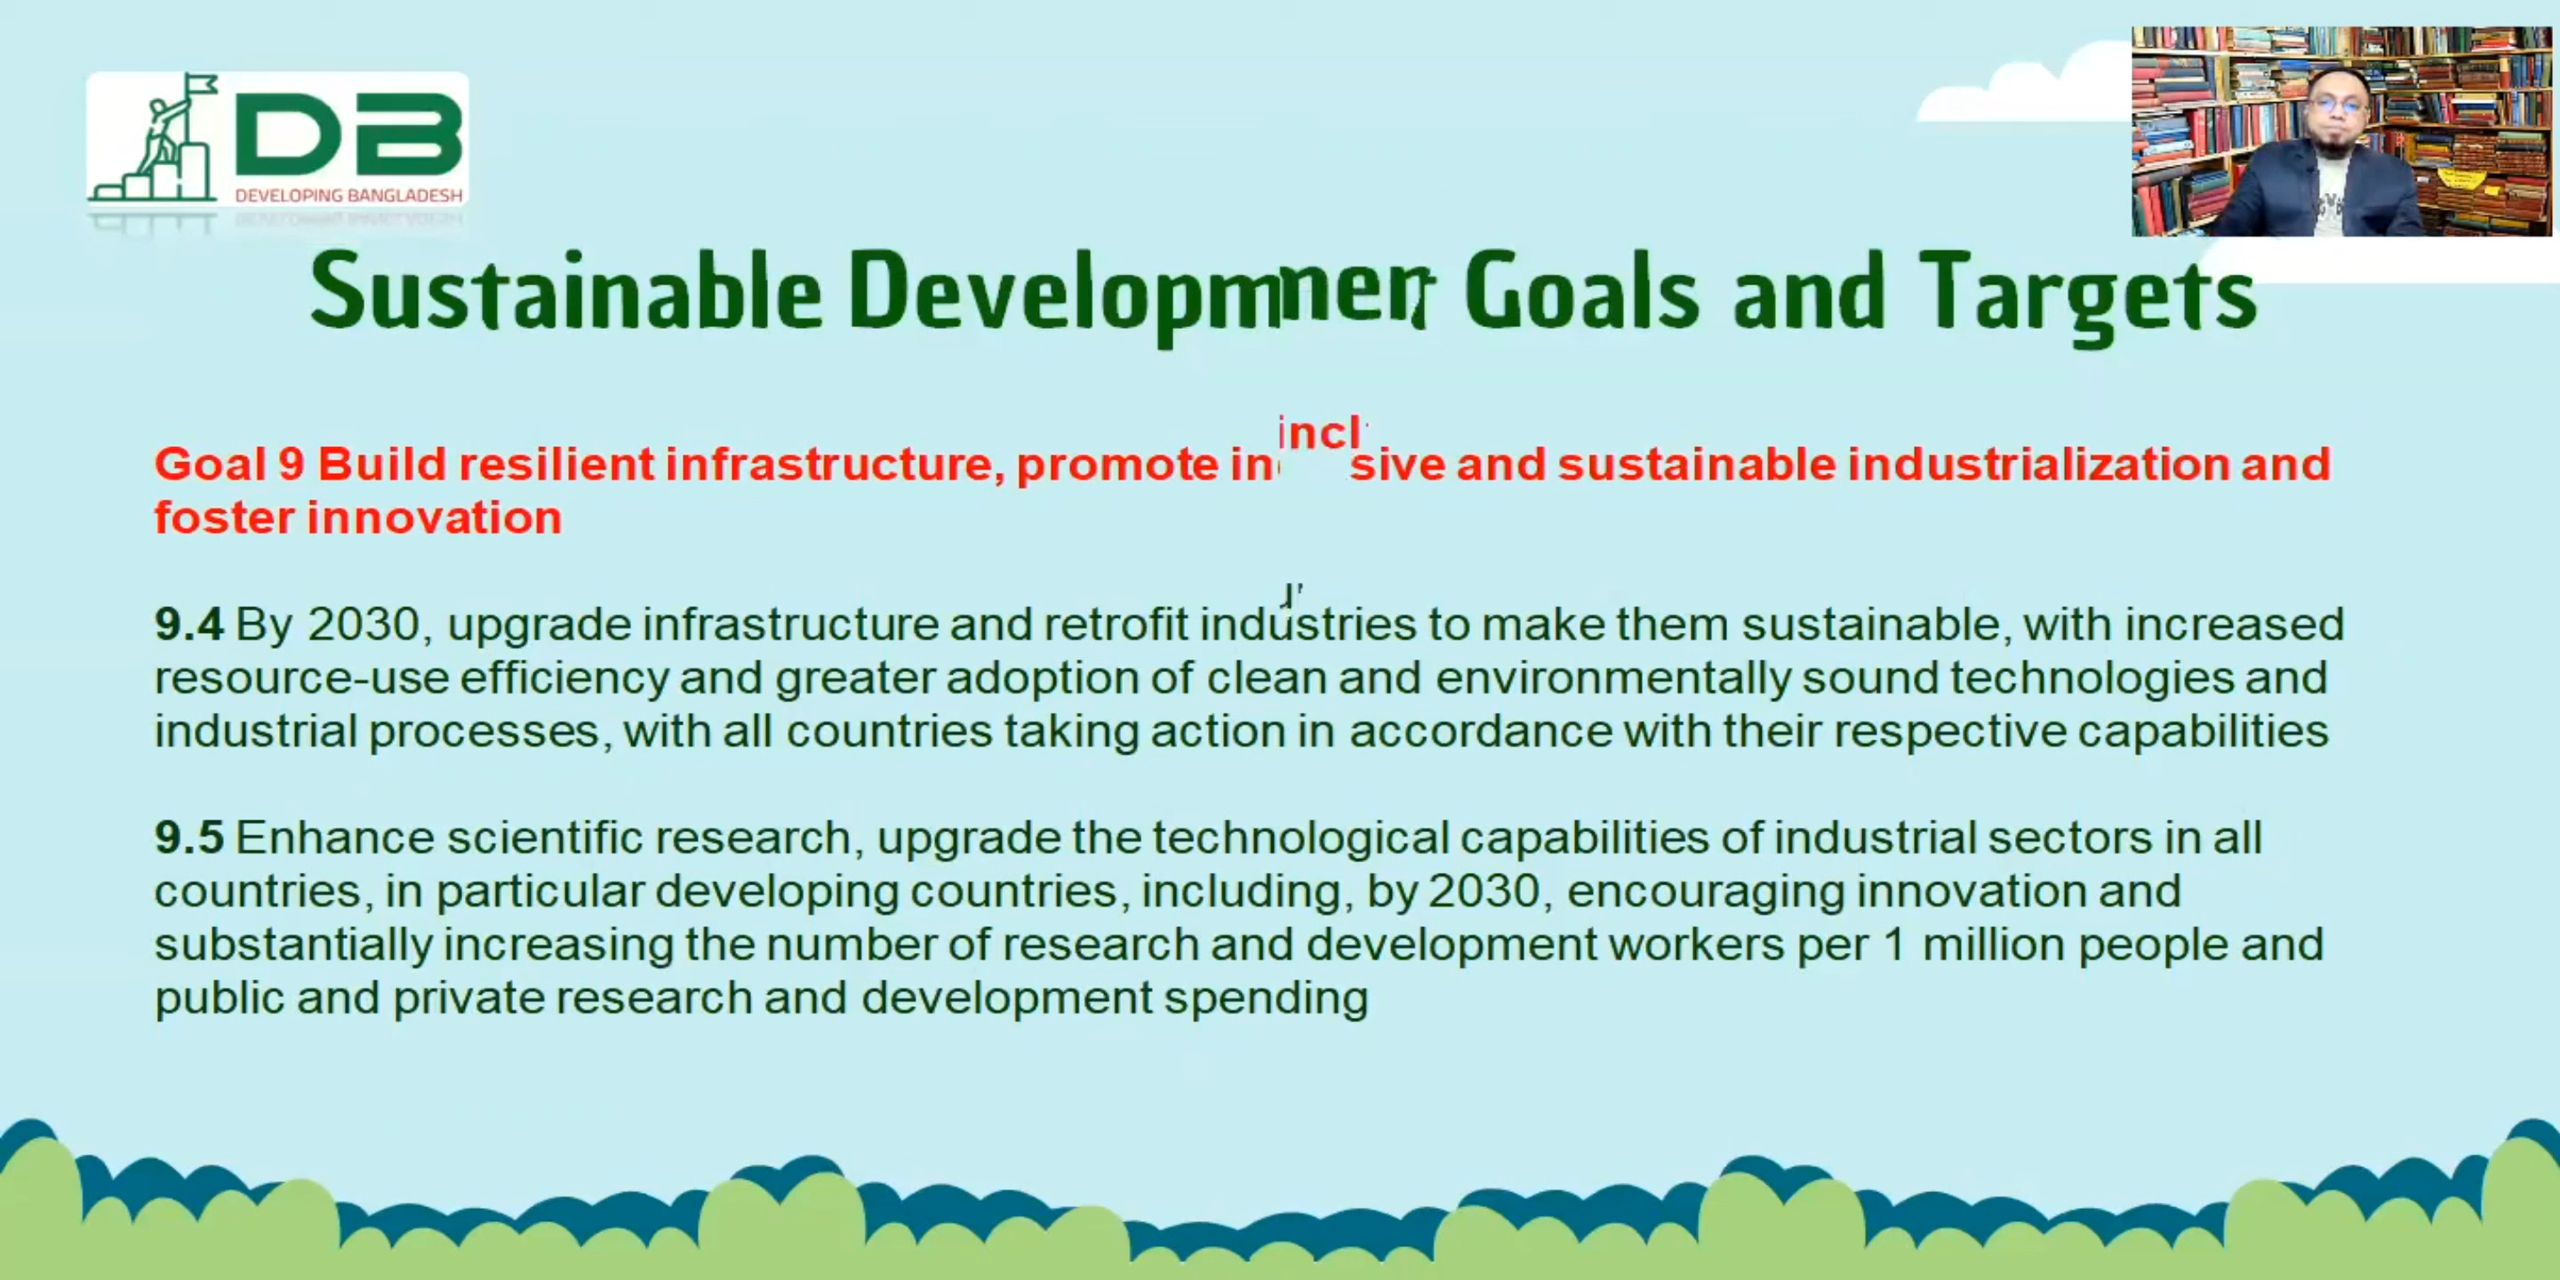 DB
DEVELOPING BANGLADESH
Sustainable Developm Goals and Targets
Goal 9 Build resilient infrastructure, promote inclusive and sustainable industrialization and
foster innovation
9.4 By 2030, upgrade infrastructure and retrofit industries to make them sustainable, with increased
resource-use efficiency and greater adoption of clean and environmentally sound technologies and
industrial processes, with all countries taking action in accordance with their respective capabilities
9.5 Enhance scientific research, upgrade the technological capabilities of industrial sectors in all
countries, in particular developing countries, including, by 2030, encouraging innovation and
substantially increasing the number of research and development workers per 1 million people and
public and private research and development spending